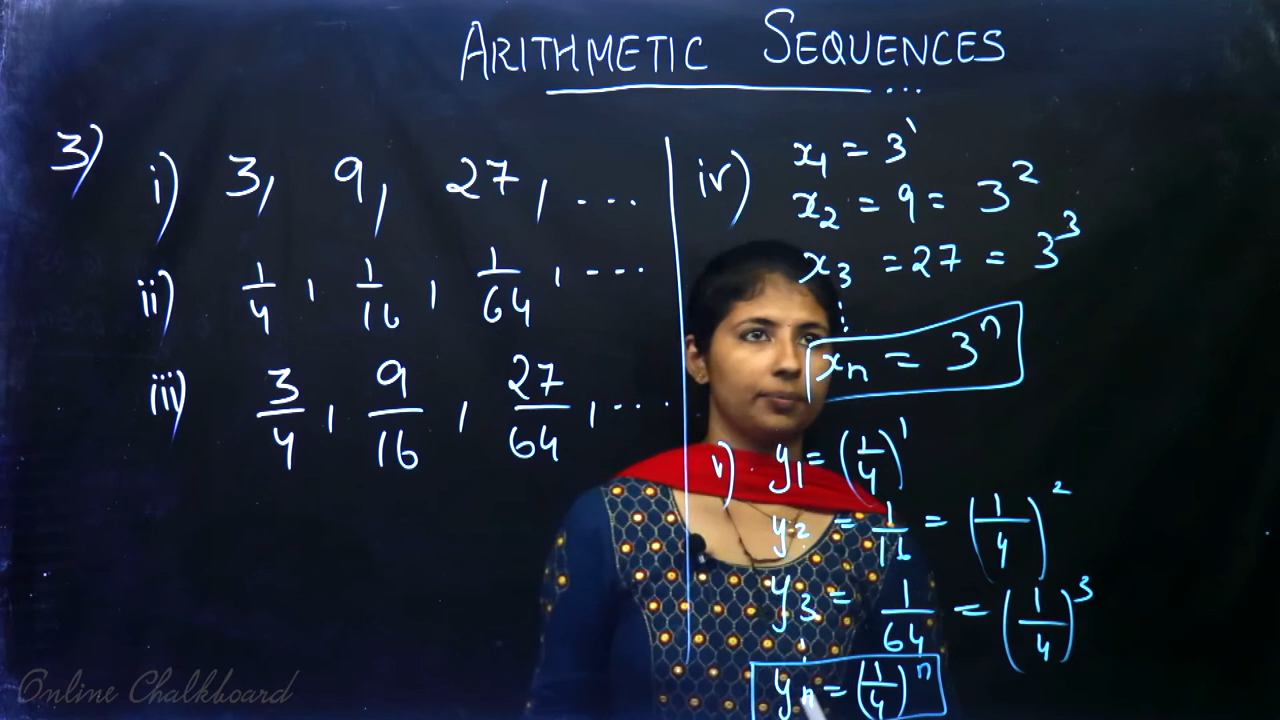 ARITHMETIC SEQUENCES ...
3) i) 3, 9, 27, ...
ii) 1/4, 1/16, 1/64, ...
iii) 3/4, 9/16, 27/64, ...
iv) x₁ = 3¹
x₂ = 9 = 3²
x₃ = 27 = 3³
⋮
xₙ = 3ⁿ
v) y₁ = (1/4)¹
y₂ = 1/16 = (1/4)²
y₃ = 1/64 = (1/4)³
⋮
yₙ = (1/4)ⁿ
Online Chalkboard